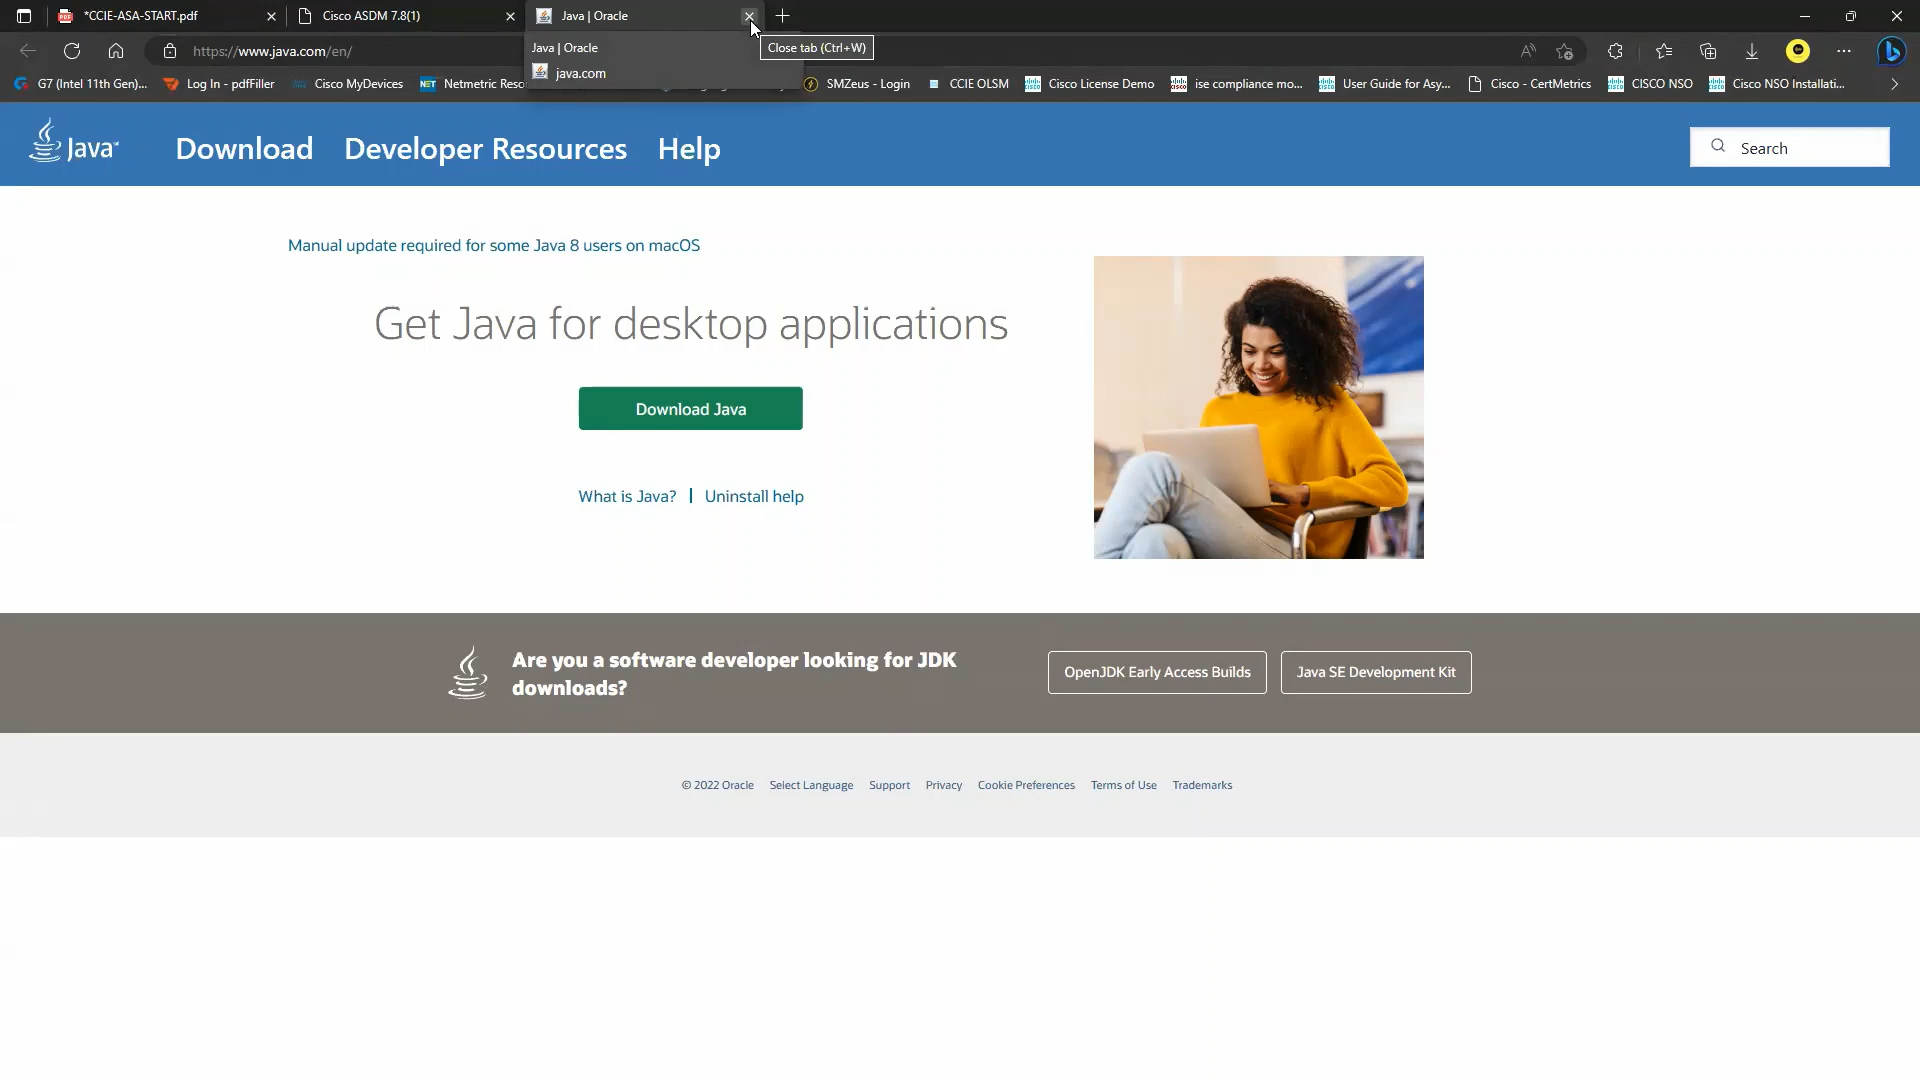 *CCIE-ASA-START.pdf
Cisco ASDM 7.8(1)
Java | Oracle
https://www.java.com/en/
Java | Oracle
java.com
Close tab (Ctrl+W)
G7 (Intel 11th Gen)...
Log In - pdfFiller
Cisco MyDevices
NET
Netmetric Reso
SMZeus - Login
CCIE OLSM
Cisco License Demo
ise compliance mo...
User Guide for Asy...
Cisco - CertMetrics
CISCO NSO
Cisco NSO Installati...
Java
Download
Developer Resources
Help
Search
Manual update required for some Java 8 users on macOS
Get Java for desktop applications
Download Java
What is Java? | Uninstall help
Are you a software developer looking for JDK
downloads?
OpenJDK Early Access Builds
Java SE Development Kit
© 2022 Oracle Select Language Support Privacy Cookie Preferences Terms of Use Trademarks